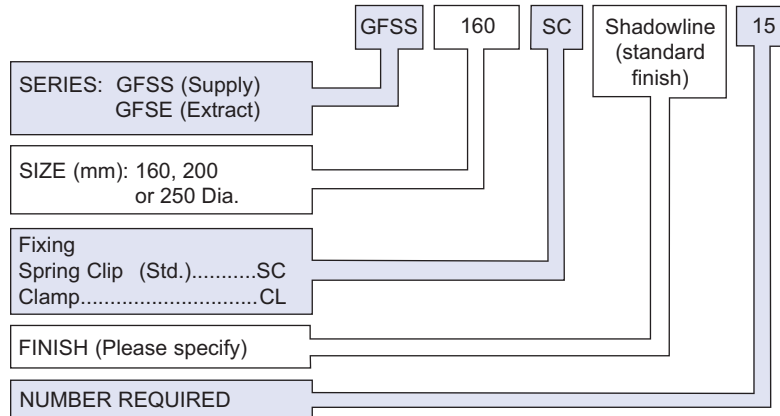 GFSS 160 SC Shadowline 15
(standard
finish)
SERIES: GFSS (Supply)
GFSE (Extract)
SIZE (mm): 160, 200
or 250 Dia.
Fixing
Spring Clip (Std.)...........SC
Clamp.............................CL
FINISH (Please specify)
NUMBER REQUIRED